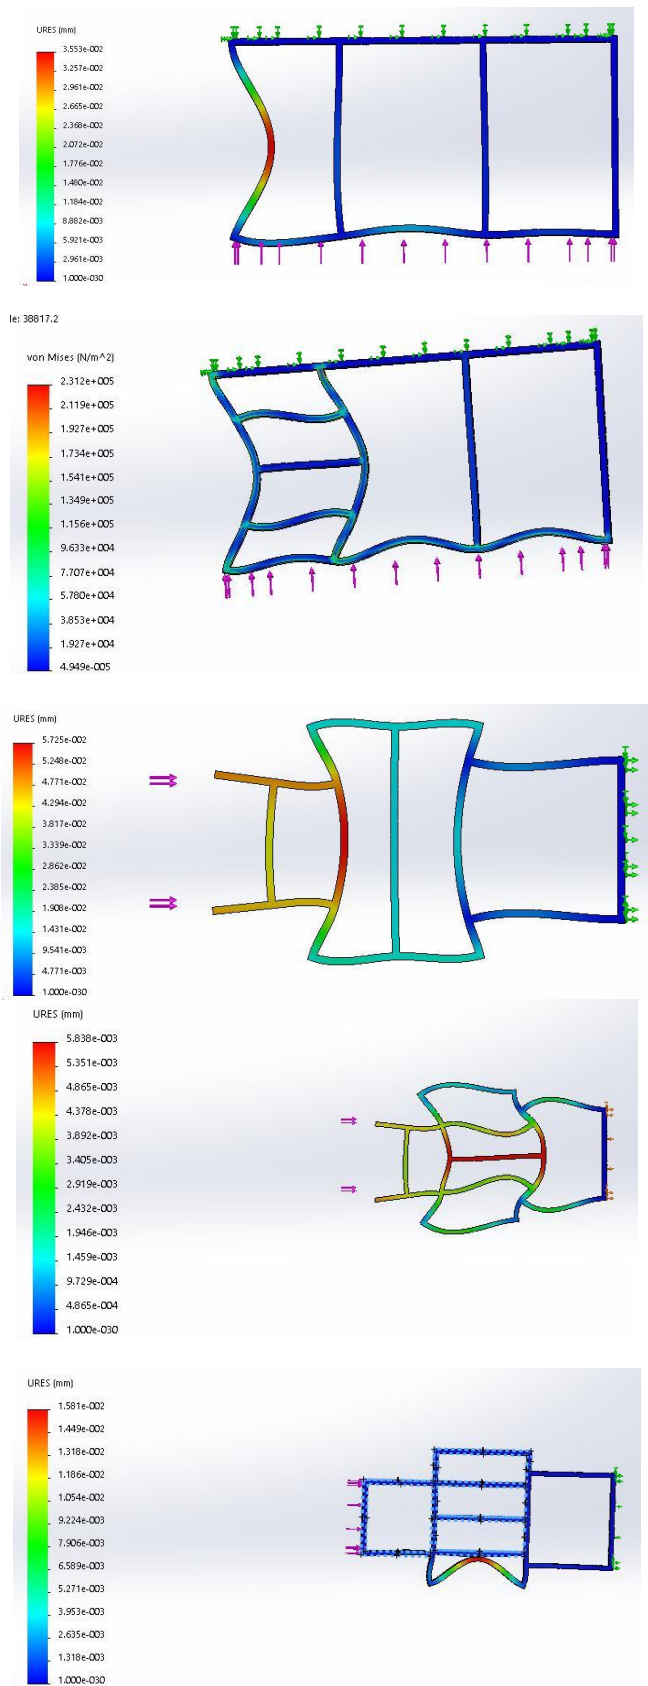 URES (mm)
3.553e-002
3.257e-002
2.961e-002
2.665e-002
2.368e-002
2.072e-002
1.776e-002
1.480e-002
1.184e-002
8.882e-003
5.921e-003
2.961e-003
1.000e-030
le: 38817.2
von Mises (N/m^2)
2.312e+005
2.119e+005
1.927e+005
1.734e+005
1.541e+005
1.349e+005
1.156e+005
9.633e+004
7.707e+004
5.780e+004
3.853e+004
1.927e+004
4.949e-005
URES (mm)
5.725e-002
5.248e-002
4.771e-002
4.294e-002
3.817e-002
3.339e-002
2.862e-002
2.385e-002
1.908e-002
1.431e-002
9.541e-003
4.771e-003
1.000e-030
URES (mm)
5.838e-003
5.351e-003
4.865e-003
4.378e-003
3.892e-003
3.405e-003
2.919e-003
2.432e-003
1.946e-003
1.459e-003
9.729e-004
4.865e-004
1.000e-030
URES (mm)
1.581e-002
1.449e-002
1.318e-002
1.186e-002
1.054e-002
9.224e-003
7.906e-003
6.589e-003
5.271e-003
3.953e-003
2.635e-003
1.318e-003
1.000e-030